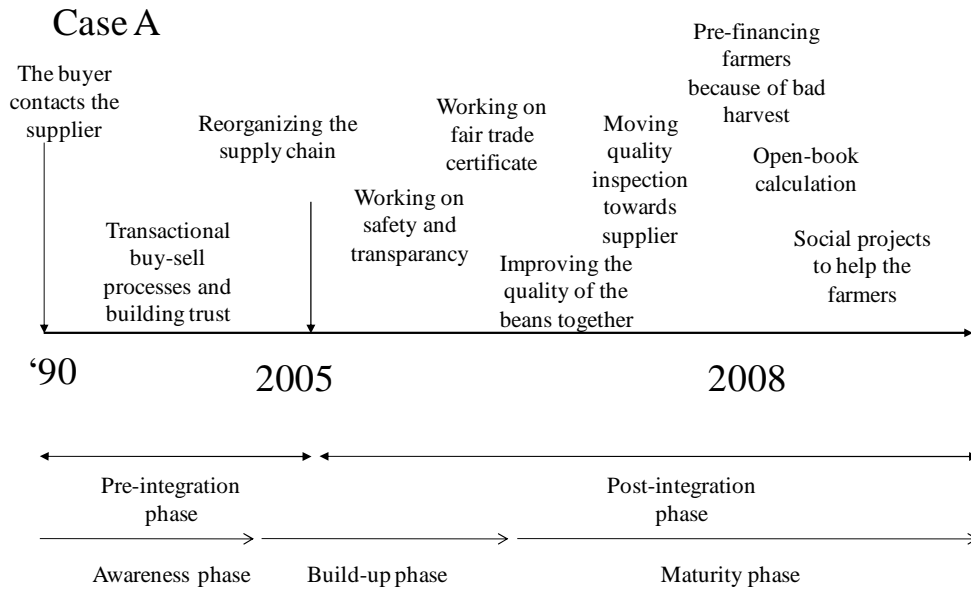 Case A
The buyer
contacts the
supplier
Transactional
buy-sell
processes and
building trust
Reorganizing the
supply chain
Working on
safety and
transparancy
Working on
fair trade
certificate
Improving the
quality of the
beans together
Moving
quality
inspection
towards
supplier
Pre-financing
farmers
because of bad
harvest
Open-book
calculation
Social projects
to help the
farmers
‘90
2005
2008
Pre-integration
phase
Post-integration
phase
Awareness phase
Build-up phase
Maturity phase